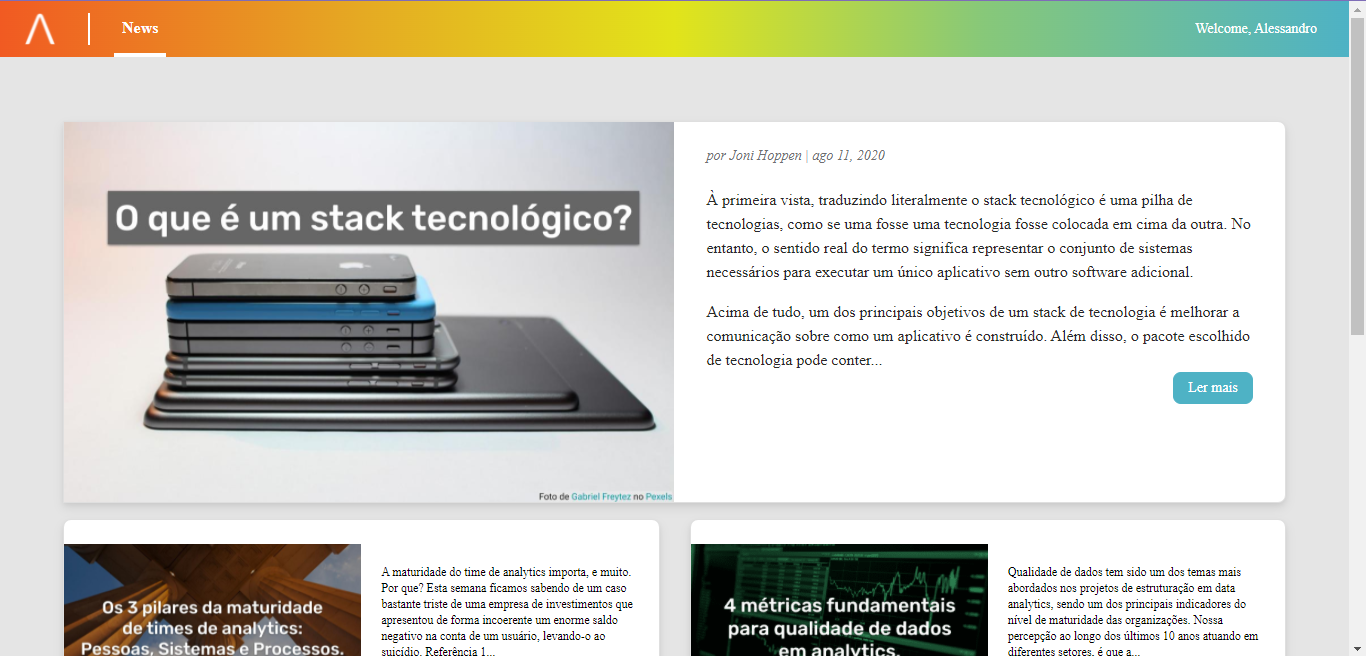 News
Welcome, Alessandro
O que é um stack tecnológico?
Foto de Gabriel Freytez no Pexels
por Joni Hoppen | ago 11, 2020
À primeira vista, traduzindo literalmente o stack tecnológico é uma pilha de
tecnologias, como se uma fosse uma tecnologia fosse colocada em cima da outra. No
entanto, o sentido real do termo significa representar o conjunto de sistemas
necessários para executar um único aplicativo sem outro software adicional.
Acima de tudo, um dos principais objetivos de um stack de tecnologia é melhorar a
comunicação sobre como um aplicativo é construído. Além disso, o pacote escolhido
de tecnologia pode conter...
Ler mais
Os 3 pilares da maturidade
de times de analytics:
Pessoas, Sistemas e Processos.
A maturidade do time de analytics importa, e muito.
Por que? Esta semana ficamos sabendo de um caso
bastante triste de uma empresa de investimentos que
apresentou de forma incoerente um enorme saldo
negativo na conta de um usuário, levando-o ao
suicídio. Referência 1...
4 métricas fundamentais
para qualidade de dados
em analytics.
Qualidade de dados tem sido um dos temas mais
abordados nos projetos de estruturação em data
analytics, sendo um dos principais indicadores do
nível de maturidade das organizações. Nossa
percepção ao longo dos últimos 10 anos atuando em
diferentes setores, é que a...